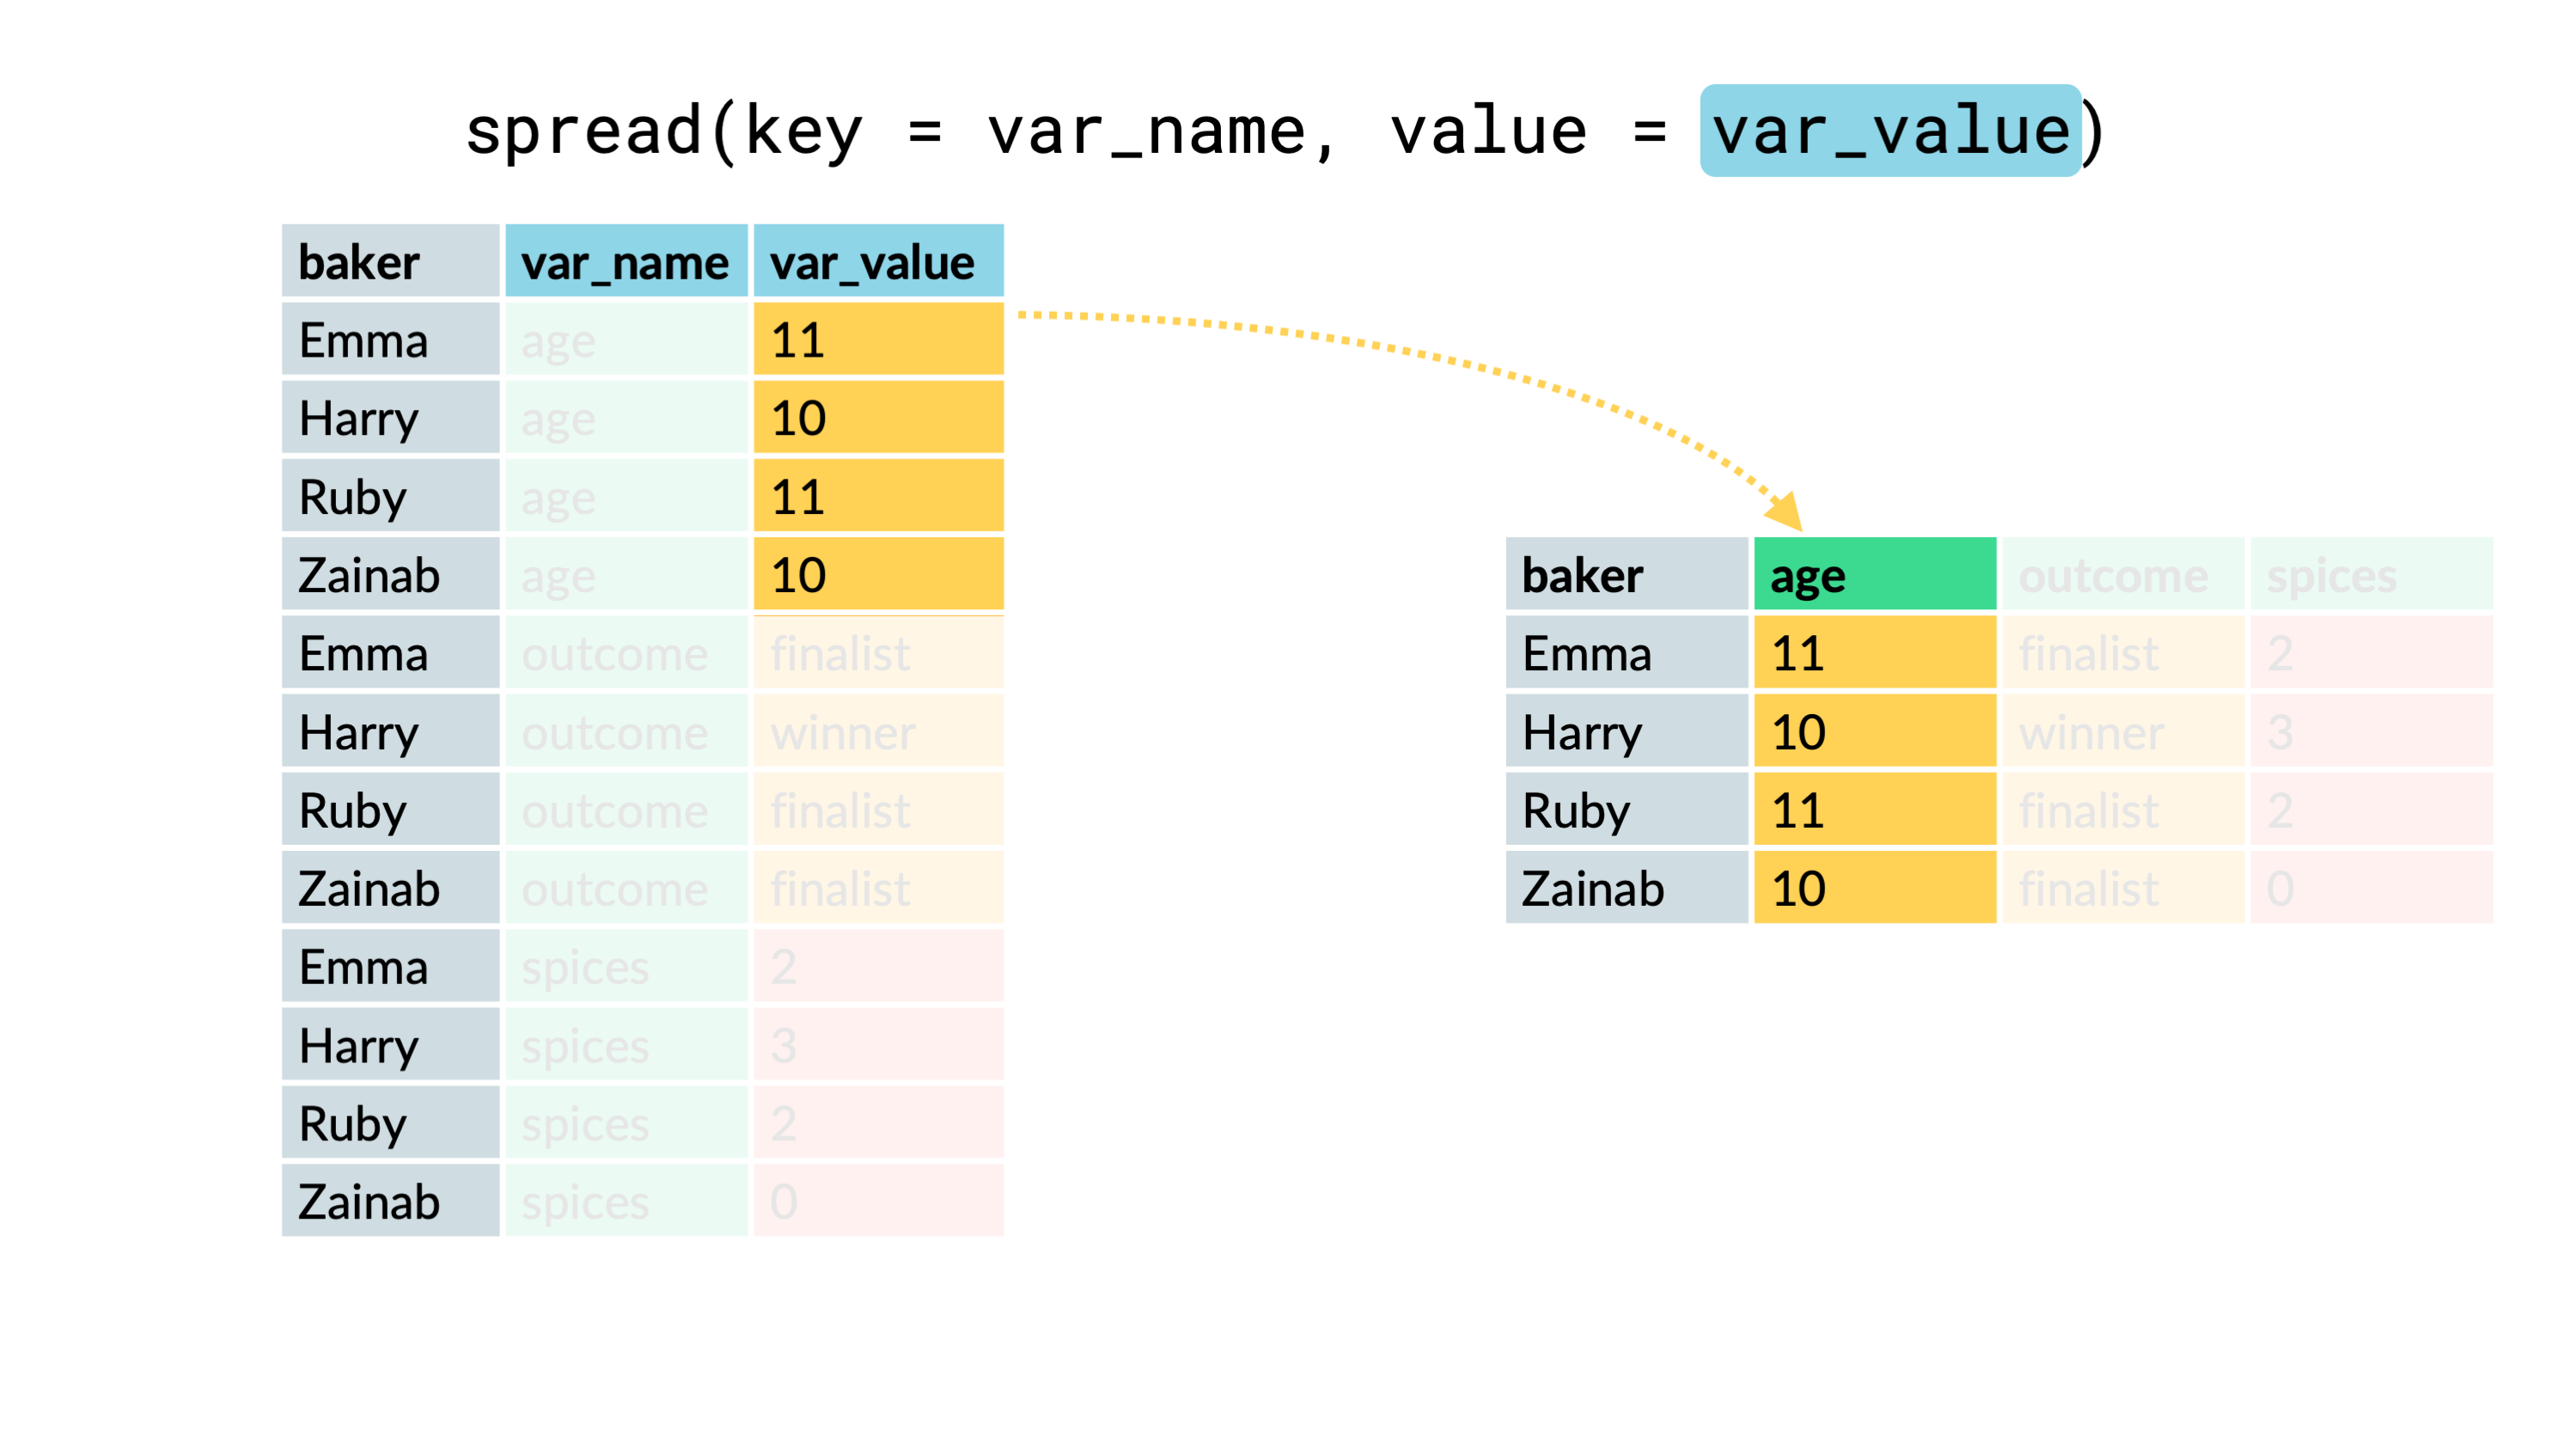 spread(key = var_name, value = var_value)
baker var_name var_value
Emma age 11
Harry age 10
Ruby age 11
Zainab age 10
Emma outcome finalist
Harry outcome winner
Ruby outcome finalist
Zainab outcome finalist
Emma spices 2
Harry spices 3
Ruby spices 2
Zainab spices 0
baker age outcome spices
Emma 11 finalist 2
Harry 10 winner 3
Ruby 11 finalist 2
Zainab 10 finalist 0